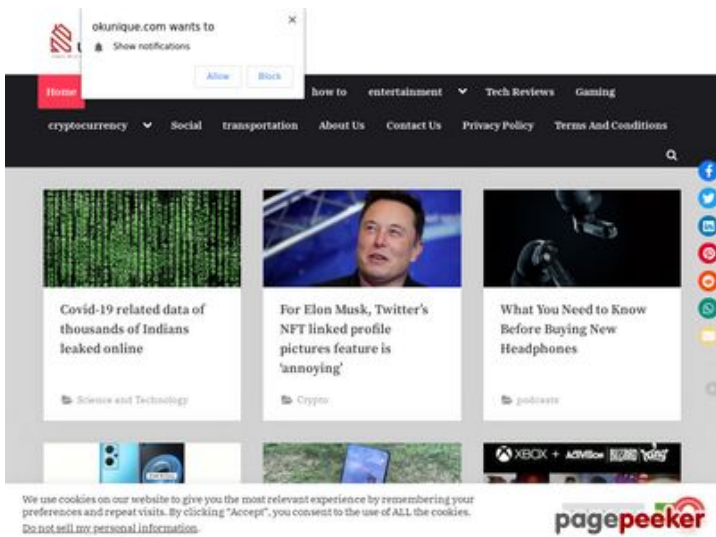 okunique.com wants to
Show notifications
Allow Block
Home how to entertainment Tech Reviews Gaming
cryptocurrency Social transportation About Us Contact Us Privacy Policy Terms And Conditions
Covid-19 related data of
thousands of Indians
leaked online
Science and Technology
For Elon Musk, Twitter's
NFT linked profile
pictures feature is
'annoying'
Crypto
What You Need to Know
Before Buying New
Headphones
podcasts
XBOX + ACTIVISION BLIZZARD King
We use cookies on our website to give you the most relevant experience by remembering your
preferences and repeat visits. By clicking "Accept", you consent to the use of ALL the cookies.
Do not sell my personal information.
pagepeeker